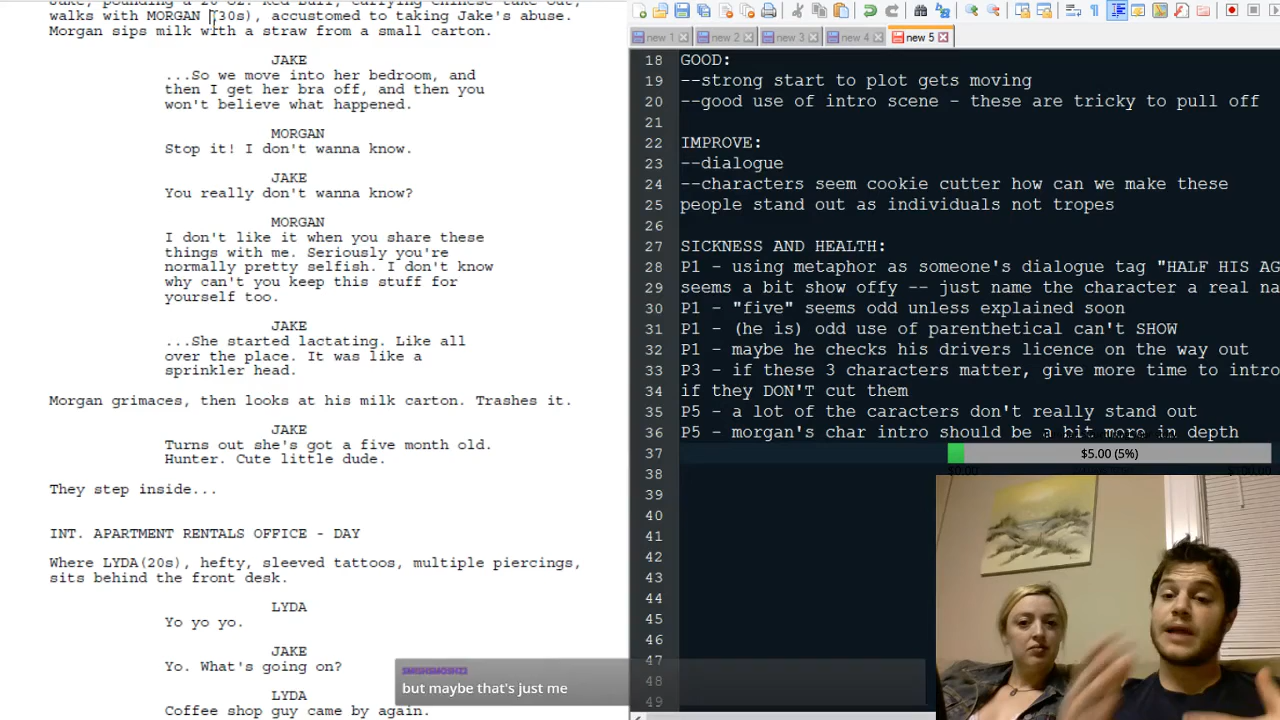 Jake, pounding a 20 oz. Red Bull, carrying Chinese take-out,
walks with MORGAN (30s), accustomed to taking Jake's abuse.
Morgan sips milk with a straw from a small carton.
JAKE
...So we move into her bedroom, and
then I get her bra off, and then you
won't believe what happened.
MORGAN
Stop it! I don't wanna know.
JAKE
You really don't wanna know?
MORGAN
I don't like it when you share these
things with me. Seriously you're
normally pretty selfish. I don't know
why can't you keep this stuff for
yourself too.
JAKE
...She started lactating. Like all
over the place. It was like a
sprinkler head.
Morgan grimaces, then looks at his milk carton. Trashes it.
JAKE
Turns out she's got a five month old.
Hunter. Cute little dude.
They step inside...
INT. APARTMENT RENTALS OFFICE - DAY
Where LYDA(20s), hefty, sleeved tattoos, multiple piercings,
sits behind the front desk.
LYDA
Yo yo yo.
JAKE
Yo. What's going on?
LYDA
Coffee shop guy came by again.
new 1
new 2
new 3
new 4
new 5
18 GOOD:
19 --strong start to plot gets moving
20 --good use of intro scene - these are tricky to pull off
21
22 IMPROVE:
23 --dialogue
24 --characters seem cookie cutter how can we make these
25 people stand out as individuals not tropes
26
27 SICKNESS AND HEALTH:
28 P1 - using metaphor as someone's dialogue tag "HALF HIS AG
29 seems a bit show offy -- just name the character a real na
30 P1 - "five" seems odd unless explained soon
31 P1 - (he is) odd use of parenthetical can't SHOW
32 P1 - maybe he checks his drivers licence on the way out
33 P3 - if these 3 characters matter, give more time to intro
34 if they DON'T cut them
35 P5 - a lot of the caracters don't really stand out
36 P5 - morgan's char intro should be a bit more in depth
37
38
39
40
41
42
43
44
45
46
47
48
49
$5.00 (5%)
but maybe that's just me